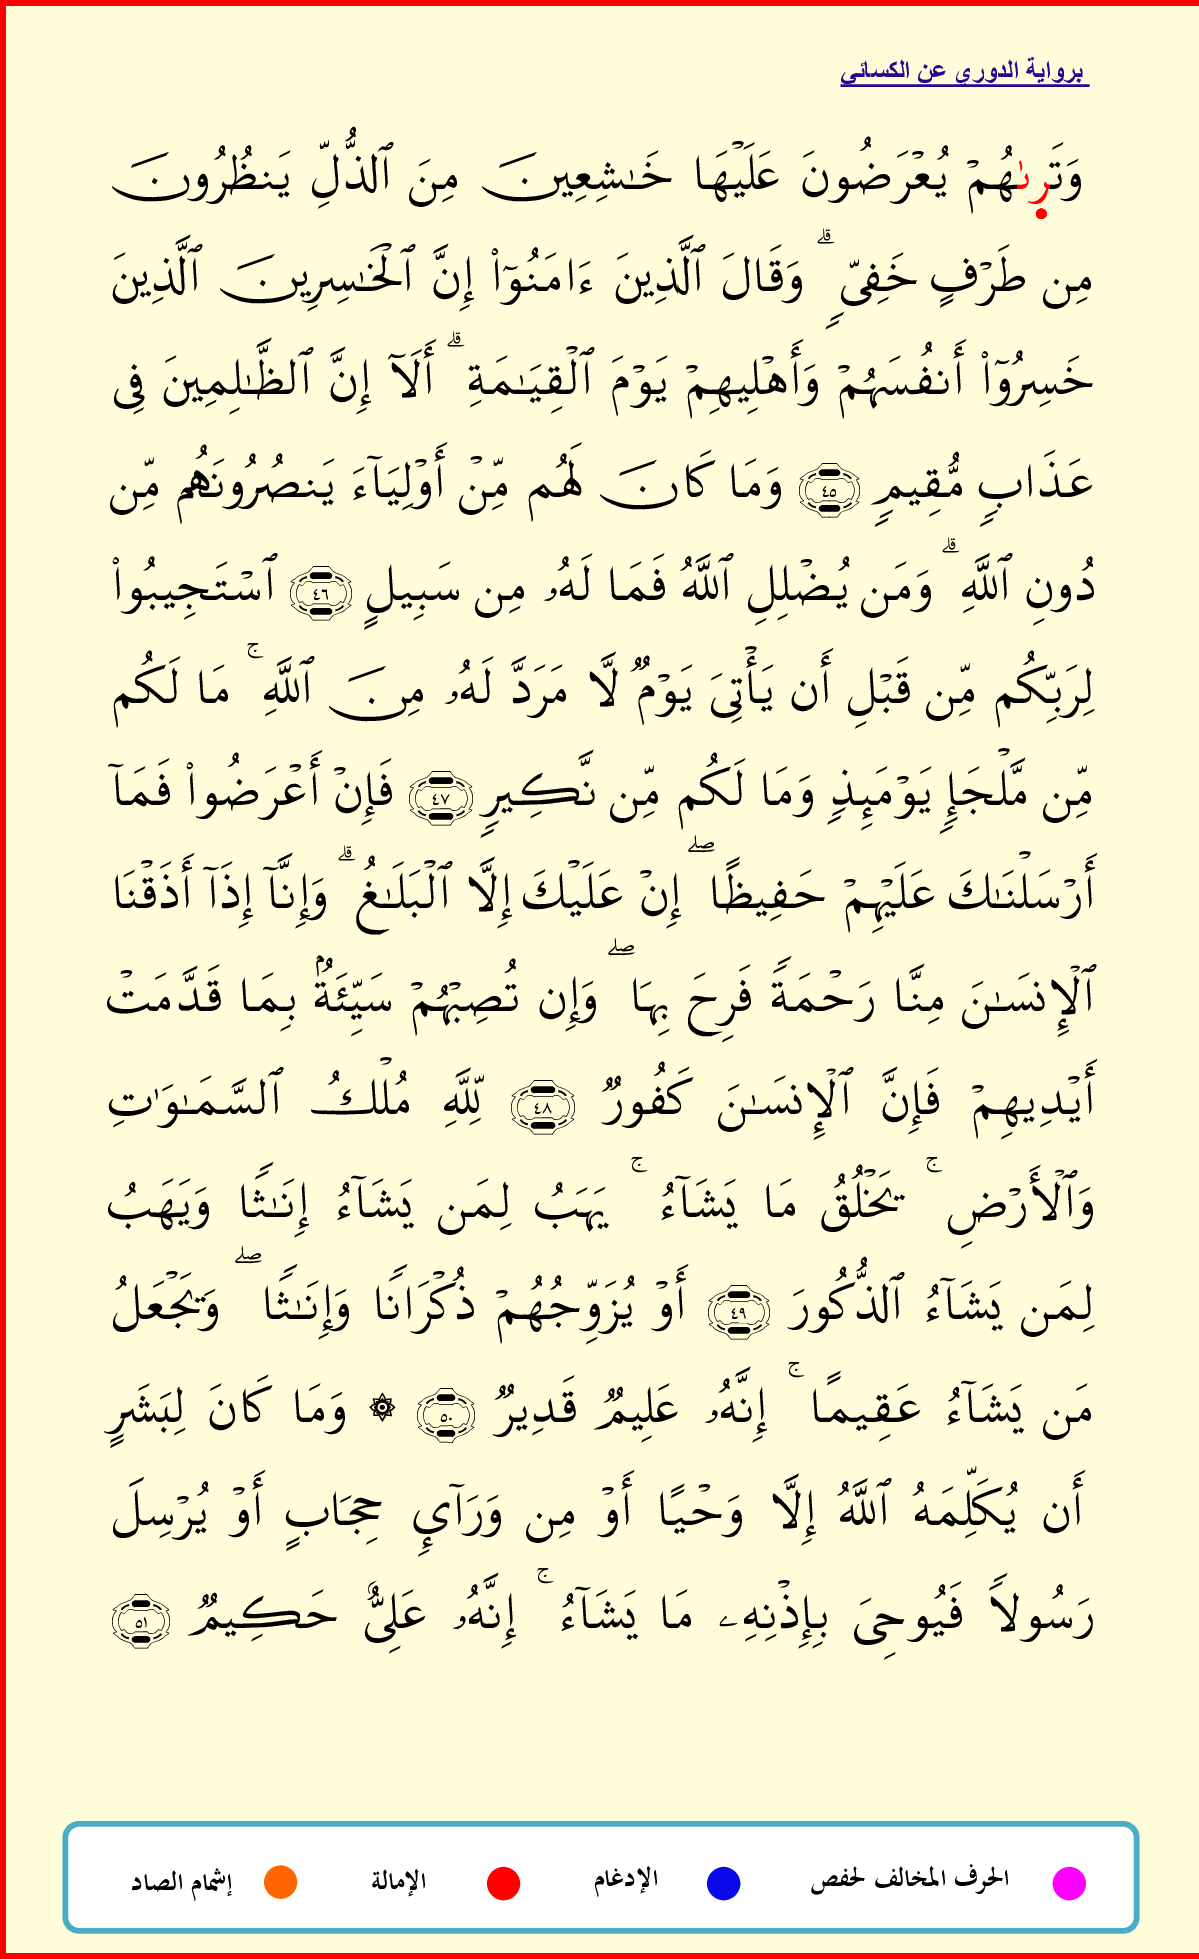 برواية الدوري عن الكسائي
وَتَرِىٰهُمۡ يُعۡرَضُونَ عَلَيۡهَا خَـٰشِعِينَ مِنَ ٱلذُّلِّ يَنظُرُونَ
مِن طَرۡفٍ خَفِىٍّ ۗ وَقَالَ ٱلَّذِينَ ءَامَنُوٓاْ إِنَّ ٱلۡخَـٰسِرِينَ ٱلَّذِينَ
خَسِرُوٓاْ أَنفُسَهُمۡ وَأَهۡلِيهِمۡ يَوۡمَ ٱلۡقِيَـٰمَةِ ۗ أَلَآ إِنَّ ٱلظَّـٰلِمِينَ فِى
عَذَابٍ مُّقِيمٍ ٤٥ وَمَا كَانَ لَهُم مِّنۡ أَوۡلِيَآءَ يَنصُرُونَهُم مِّن
دُونِ ٱللَّهِ ۗ وَمَن يُضۡلِلِ ٱللَّهُ فَمَا لَهُۥ مِن سَبِيلٍ ٤٦ ٱسۡتَجِيبُواْ
لِرَبِّكُم مِّن قَبۡلِ أَن يَأۡتِىَ يَوۡمٌ لَّا مَرَدَّ لَهُۥ مِنَ ٱللَّهِ ۚ مَا لَكُم
مِّن مَّلۡجَإٍ يَوۡمَئِذٍ وَمَا لَكُم مِّن نَّكِيرٍ ٤٧ فَإِنۡ أَعۡرَضُواْ فَمَآ
أَرۡسَلۡنَـٰكَ عَلَيۡهِمۡ حَفِيظًا ۖ إِنۡ عَلَيۡكَ إِلَّا ٱلۡبَلَـٰغُ ۗ وَإِنَّآ إِذَآ أَذَقۡنَا
ٱلۡإِنسَـٰنَ مِنَّا رَحۡمَةً فَرِحَ بِهَا ۖ وَإِن تُصِبۡهُمۡ سَيِّئَةُۢ بِمَا قَدَّمَتۡ
أَيۡدِيهِمۡ فَإِنَّ ٱلۡإِنسَـٰنَ كَفُورٌ ٤٨ لِّلَّهِ مُلۡكُ ٱلسَّمَـٰوَٰتِ
وَٱلۡأَرۡضِ ۚ يَخۡلُقُ مَا يَشَآءُ ۚ يَهَبُ لِمَن يَشَآءُ إِنَـٰثًا وَيَهَبُ
لِمَن يَشَآءُ ٱلذُّكُورَ ٤٩ أَوۡ يُزَوِّجُهُمۡ ذُكۡرَانًا وَإِنَـٰثًا ۖ وَيَجۡعَلُ
مَن يَشَآءُ عَقِيمًا ۚ إِنَّهُۥ عَلِيمٌ قَدِيرٌ ٥٠ ۞ وَمَا كَانَ لِبَشَرٍ
أَن يُكَلِّمَهُ ٱللَّهُ إِلَّا وَحۡيًا أَوۡ مِن وَرَآىِٕ حِجَابٍ أَوۡ يُرۡسِلَ
رَسُولاً فَيُوحِىَ بِإِذۡنِهِۦ مَا يَشَآءُ ۚ إِنَّهُۥ عَلِىٌّ حَكِيمٌ ٥١
الحرف المخالف لحفص الإدغام الإمالة إشمام الصاد